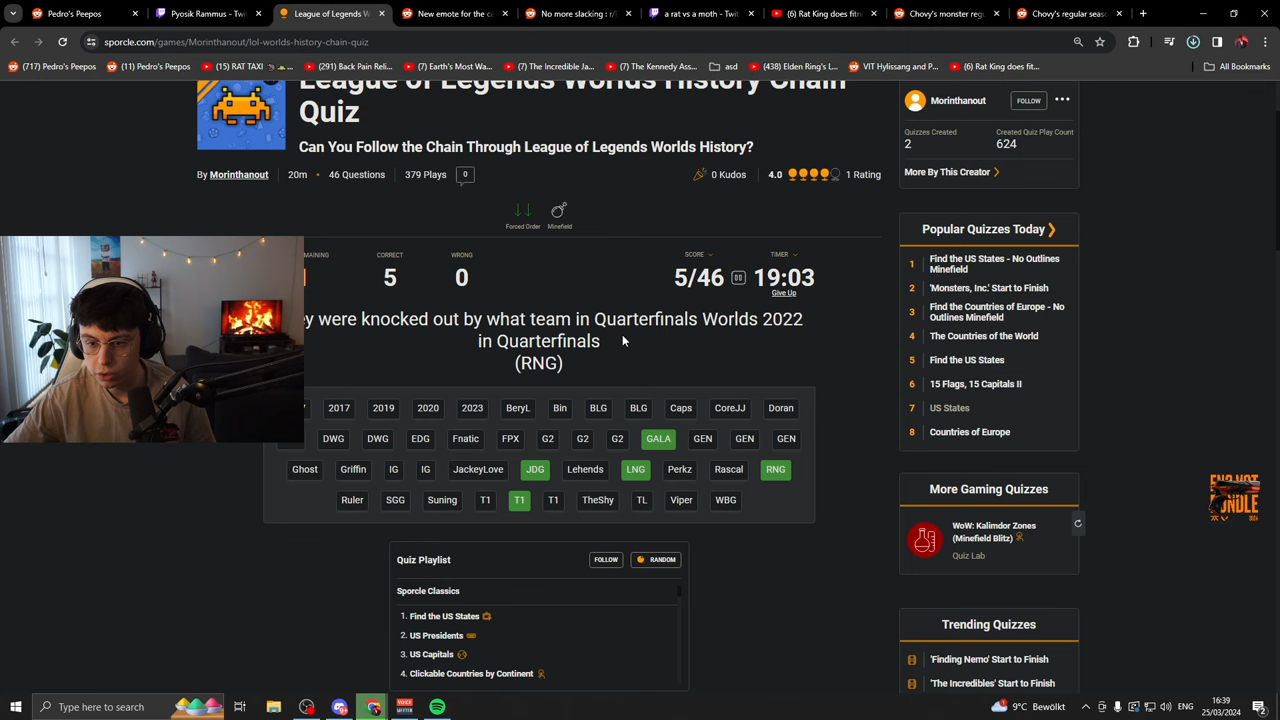 Pedro's Peepos
Pyosik Rammus - Twi
League of Legends W
New emote for the ca
No more slacking : r/
a rat vs a moth - Twit
(6) Rat King does fitn
Chovy's monster reg
Chovy's regular seas
sporcle.com/games/Morinthanout/lol-worlds-history-chain-quiz
(717) Pedro's Peepos
(11) Pedro's Peepos
(15) RAT TAXI
(291) Back Pain Reli...
(7) Earth's Most Wa...
(7) The Incredible Ja...
(7) The Kennedy Ass...
asd
(438) Elden Ring's L...
VIT Hylissang and P...
(6) Rat King does fit...
All Bookmarks
League of Legends Worlds History Chain
Quiz
Can You Follow the Chain Through League of Legends Worlds History?
By Morinthanout
20m
46 Questions
379 Plays
0
0 Kudos
4.0
1 Rating
Forced Order
Minefield
MAINING
CORRECT
5
WRONG
0
SCORE
5/46
TIMER
19:03
Give Up
ey were knocked out by what team in Quarterfinals Worlds 2022
in Quarterfinals
(RNG)
2017 2019 2020 2023 BeryL Bin BLG BLG Caps CoreJJ Doran
DWG DWG EDG Fnatic FPX G2 G2 G2 GALA GEN GEN GEN
Ghost Griffin IG IG JackeyLove JDG Lehends LNG Perkz Rascal RNG
Ruler SGG Suning T1 T1 T1 TheShy TL Viper WBG
Quiz Playlist
FOLLOW
RANDOM
Sporcle Classics
1. Find the US States
2. US Presidents
3. US Capitals
4. Clickable Countries by Continent
Morinthanout
FOLLOW
Quizzes Created
2
Created Quiz Play Count
624
More By This Creator
Popular Quizzes Today
1 Find the US States - No Outlines
Minefield
2 'Monsters, Inc.' Start to Finish
3 Find the Countries of Europe - No
Outlines Minefield
4 The Countries of the World
5 Find the US States
6 15 Flags, 15 Capitals II
7 US States
8 Countries of Europe
More Gaming Quizzes
WoW: Kalimdor Zones
(Minefield Blitz)
Quiz Lab
Trending Quizzes
'Finding Nemo' Start to Finish
'The Incredibles' Start to Finish
Type here to search
9°C Bewolkt
ENG
16:39
25/03/2024
2